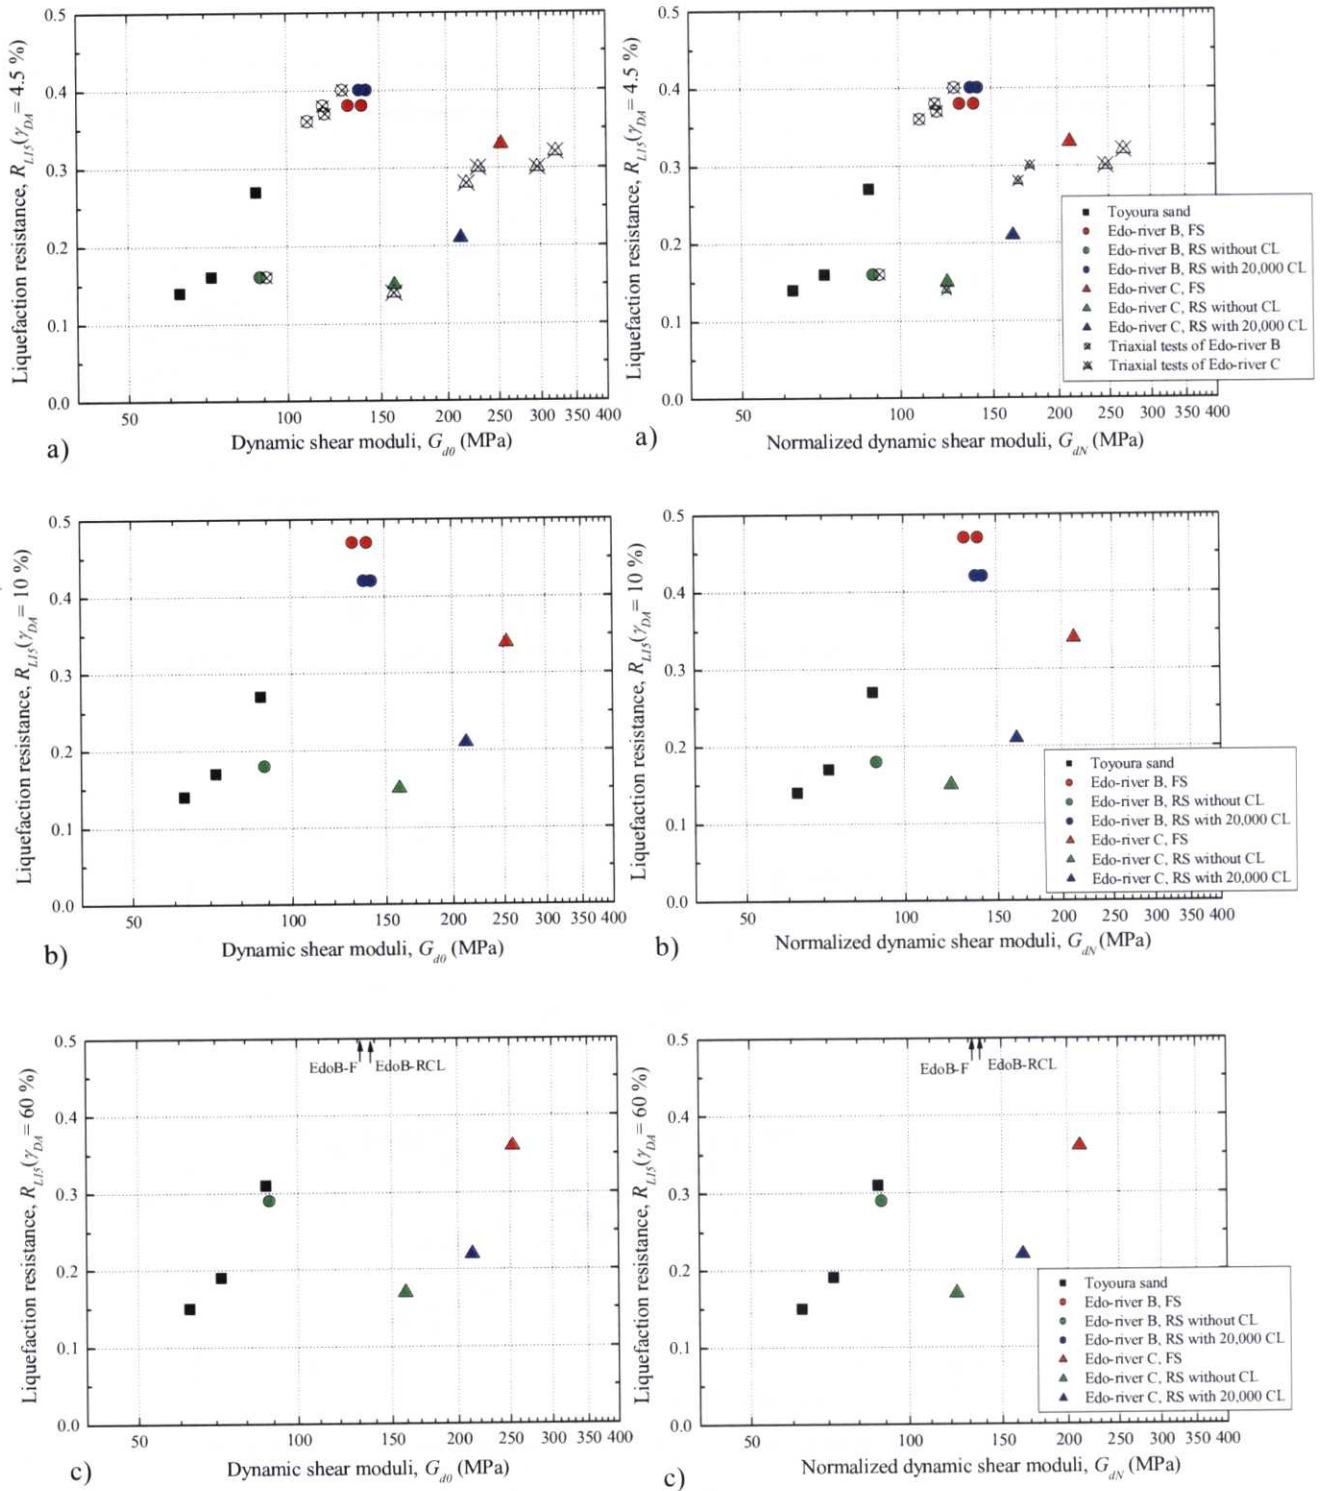 Liquefaction resistance, R_L15(γ_DA = 4.5 %)
0.5
0.4
0.3
0.2
0.1
0.0
50 100 150 200 250 300 350 400
Dynamic shear moduli, G_d0 (MPa)
a)
Liquefaction resistance, R_L15(γ_DA = 4.5 %)
0.5
0.4
0.3
0.2
0.1
0.0
Toyoura sand
Edo-river B, FS
Edo-river B, RS without CL
Edo-river B, RS with 20,000 CL
Edo-river C, FS
Edo-river C, RS without CL
Edo-river C, RS with 20,000 CL
Triaxial tests of Edo-river B
Triaxial tests of Edo-river C
50 100 150 200 250 300 350 400
Normalized dynamic shear moduli, G_dN (MPa)
a)
Liquefaction resistance, R_L15(γ_DA = 10 %)
0.5
0.4
0.3
0.2
0.1
0.0
50 100 150 200 250 300 350 400
Dynamic shear moduli, G_d0 (MPa)
b)
Liquefaction resistance, R_L15(γ_DA = 10 %)
0.5
0.4
0.3
0.2
0.1
0.0
Toyoura sand
Edo-river B, FS
Edo-river B, RS without CL
Edo-river B, RS with 20,000 CL
Edo-river C, FS
Edo-river C, RS without CL
Edo-river C, RS with 20,000 CL
50 100 150 200 250 300 350 400
Normalized dynamic shear moduli, G_dN (MPa)
b)
Liquefaction resistance, R_L15(γ_DA = 60 %)
0.5
0.4
0.3
0.2
0.1
0.0
EdoB-F EdoB-RCL
50 100 150 200 250 300 350 400
Dynamic shear moduli, G_d0 (MPa)
c)
Liquefaction resistance, R_L15(γ_DA = 60 %)
0.5
0.4
0.3
0.2
0.1
0.0
EdoB-F EdoB-RCL
Toyoura sand
Edo-river B, FS
Edo-river B, RS without CL
Edo-river B, RS with 20,000 CL
Edo-river C, FS
Edo-river C, RS without CL
Edo-river C, RS with 20,000 CL
50 100 150 200 250 300 350 400
Normalized dynamic shear moduli, G_dN (MPa)
c)